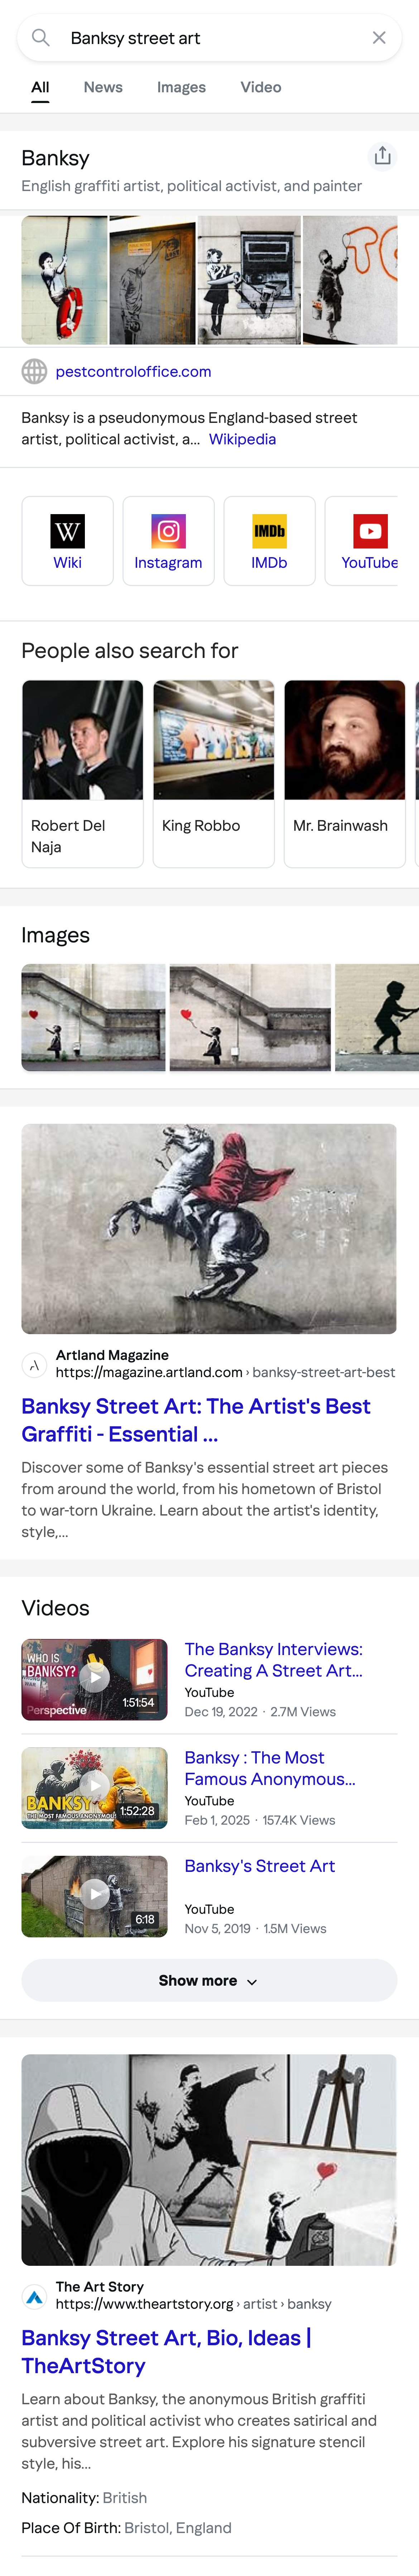 Banksy street art
All News Images Video
Banksy
English graffiti artist, political activist, and painter
TO
pestcontroloffice.com
Banksy is a pseudonymous England-based street
artist, political activist, a... Wikipedia
W IMDb
Wiki Instagram IMDb YouTube
People also search for
Robert Del
Naja
King Robbo
Mr. Brainwash
Images
Artland Magazine
https://magazine.artland.com › banksy-street-art-best
Banksy Street Art: The Artist's Best
Graffiti - Essential ...
Discover some of Banksy's essential street art pieces
from around the world, from his hometown of Bristol
to war-torn Ukraine. Learn about the artist's identity,
style,...
Videos
WHO IS
BANKSY?
Perspective
1:51:54
The Banksy Interviews:
Creating A Street Art...
YouTube
Dec 19, 2022 · 2.7M Views
BANKSY
THE MOST FAMOUS ANONYMOUS
1:52:28
Banksy : The Most
Famous Anonymous...
YouTube
Feb 1, 2025 · 157.4K Views
6:18
Banksy's Street Art
YouTube
Nov 5, 2019 · 1.5M Views
Show more
The Art Story
https://www.theartstory.org › artist › banksy
Banksy Street Art, Bio, Ideas |
TheArtStory
Learn about Banksy, the anonymous British graffiti
artist and political activist who creates satirical and
subversive street art. Explore his signature stencil
style, his...
Nationality: British
Place Of Birth: Bristol, England